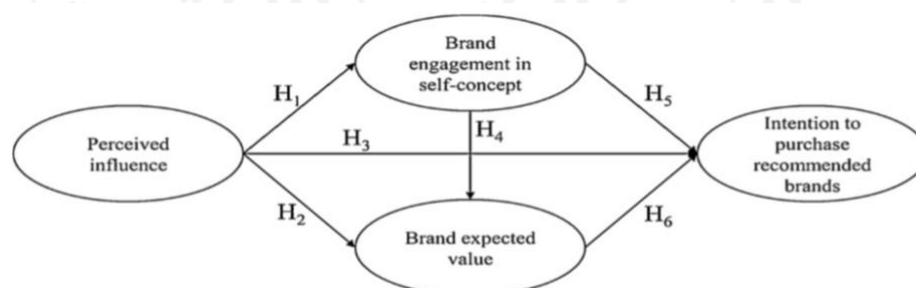 Brand
engagement in
self-concept
H1
H5
Perceived
influence
H3
H4
Intention to
purchase
recommended
brands
H2
H6
Brand expected
value